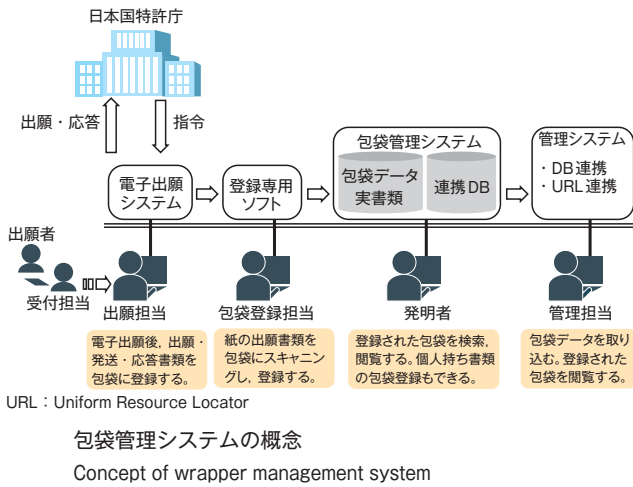 日本国特許庁
出願・応答
指令
電子出願
システム
登録専用
ソフト
包袋管理システム
包袋データ
実書類
連携DB
管理システム
・DB連携
・URL連携
出願者
受付担当
出願担当
包袋登録担当
発明者
管理担当
電子出願後，出願・
発送・応答書類を
包袋に登録する。
紙の出願書類を
包袋にスキャニン
グし，登録する。
登録された包袋を検索，
閲覧する。個人持ち書類
の包袋登録もできる。
包袋データを取り
込む。登録された
包袋を閲覧する。
URL：Uniform Resource Locator
包袋管理システムの概念
Concept of wrapper management system